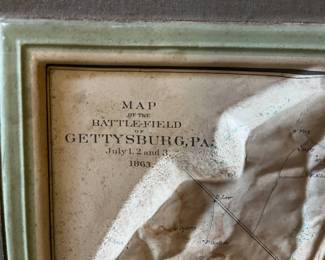 MAP
OF THE
BATTLE-FIELD
OF
GETTYSBURG, PA.
July 1, 2 and 3,
1863.